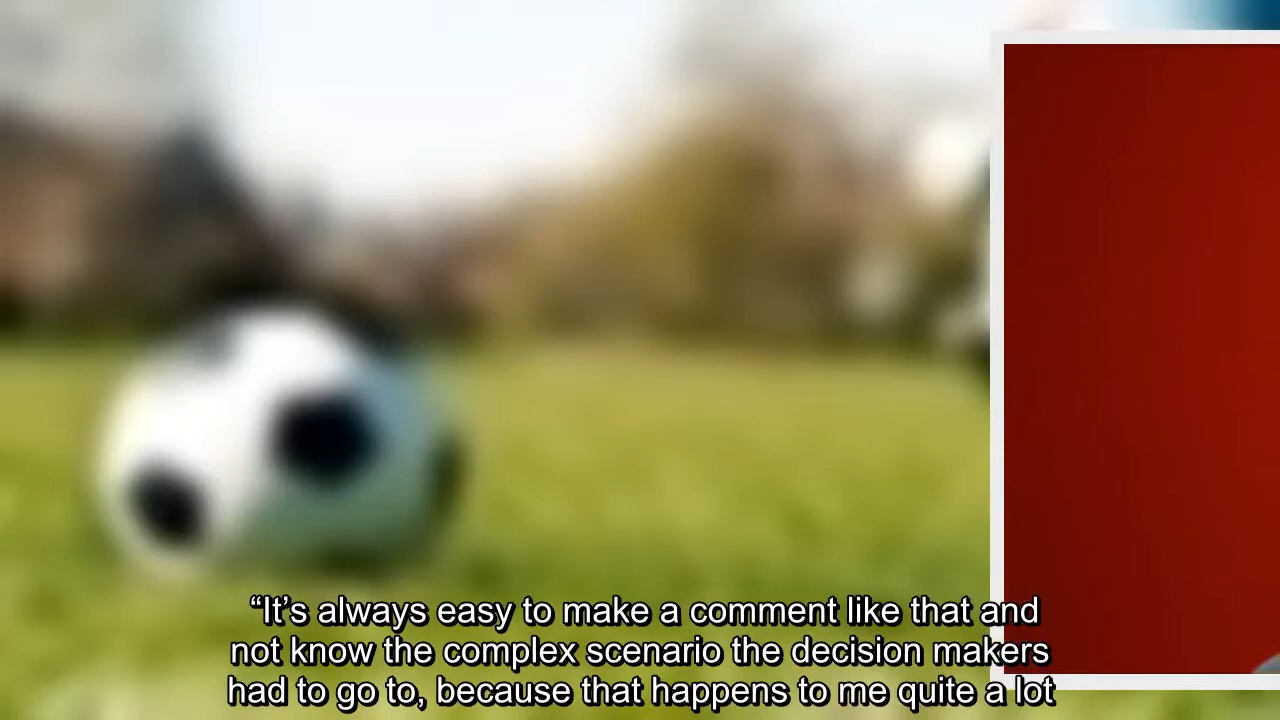 “It’s always easy to make a comment like that and
not know the complex scenario the decision makers
had to go to, because that happens to me quite a lot